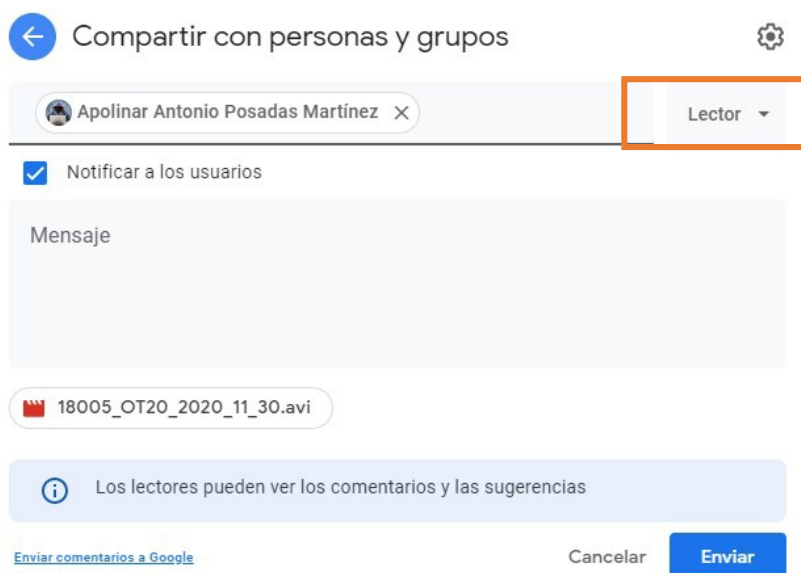 Compartir con personas y grupos
Apolinar Antonio Posadas Martínez
Lector
Notificar a los usuarios
Mensaje
18005_OT20_2020_11_30.avi
Los lectores pueden ver los comentarios y las sugerencias
Enviar comentarios a Google
Cancelar
Enviar